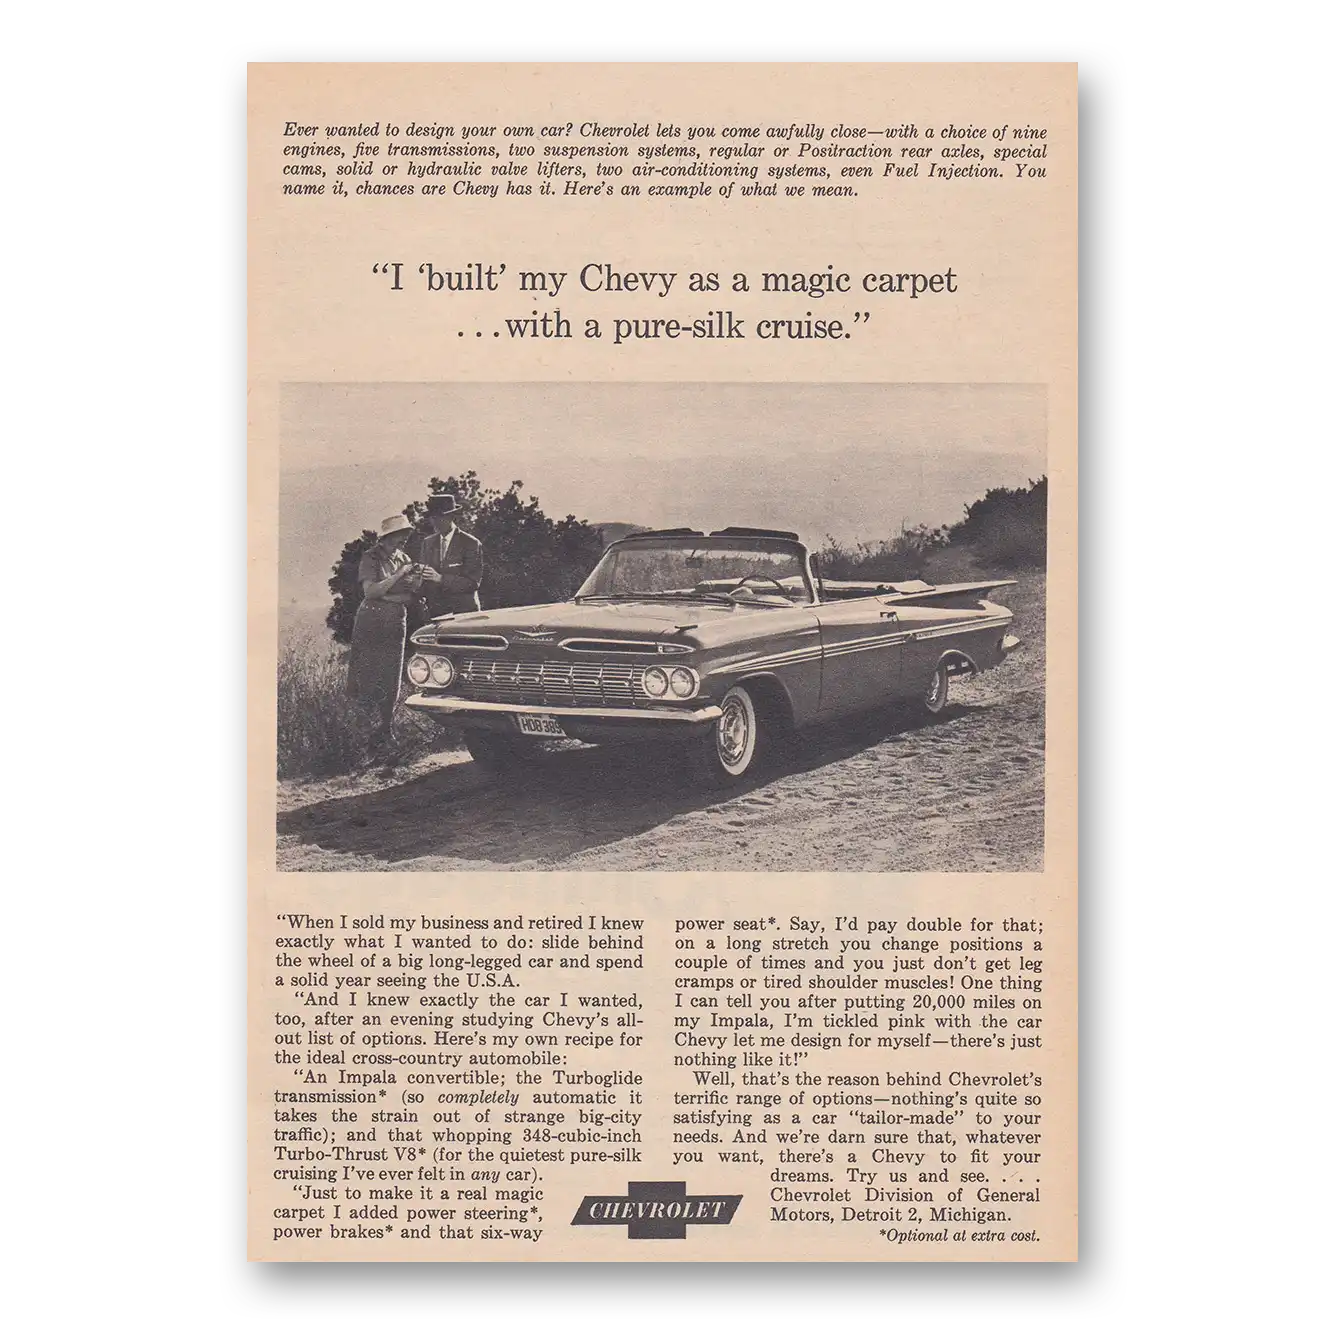 Ever wanted to design your own car? Chevrolet lets you come awfully close—with a choice of nine
engines, five transmissions, two suspension systems, regular or Positraction rear axles, special
cams, solid or hydraulic valve lifters, two air-conditioning systems, even Fuel Injection. You
name it, chances are Chevy has it. Here's an example of what we mean.
“I ‘built’ my Chevy as a magic carpet
...with a pure-silk cruise.”
Chevrolet
HDB 389
“When I sold my business and retired I knew
exactly what I wanted to do: slide behind
the wheel of a big long-legged car and spend
a solid year seeing the U.S.A.
“And I knew exactly the car I wanted,
too, after an evening studying Chevy's all-
out list of options. Here's my own recipe for
the ideal cross-country automobile:
“An Impala convertible; the Turboglide
transmission* (so completely automatic it
takes the strain out of strange big-city
traffic); and that whopping 348-cubic-inch
Turbo-Thrust V8* (for the quietest pure-silk
cruising I've ever felt in any car).
“Just to make it a real magic
carpet I added power steering*,
power brakes* and that six-way
power seat*. Say, I'd pay double for that;
on a long stretch you change positions a
couple of times and you just don't get leg
cramps or tired shoulder muscles! One thing
I can tell you after putting 20,000 miles on
my Impala, I'm tickled pink with the car
Chevy let me design for myself—there's just
nothing like it!”
Well, that's the reason behind Chevrolet's
terrific range of options—nothing's quite so
satisfying as a car “tailor-made” to your
needs. And we're darn sure that, whatever
you want, there's a Chevy to fit your
dreams. Try us and see. . . .
Chevrolet Division of General
Motors, Detroit 2, Michigan.
*Optional at extra cost.
CHEVROLET